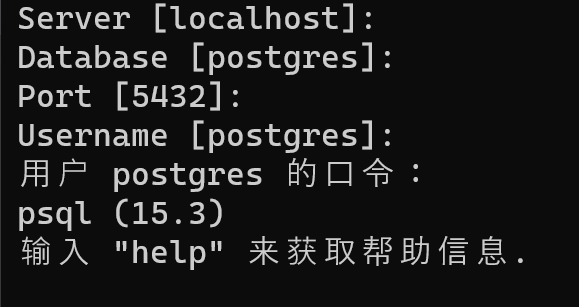 Server [localhost]:
Database [postgres]:
Port [5432]:
Username [postgres]:
用户 postgres 的口令：
psql (15.3)
输入 "help" 来获取帮助信息.